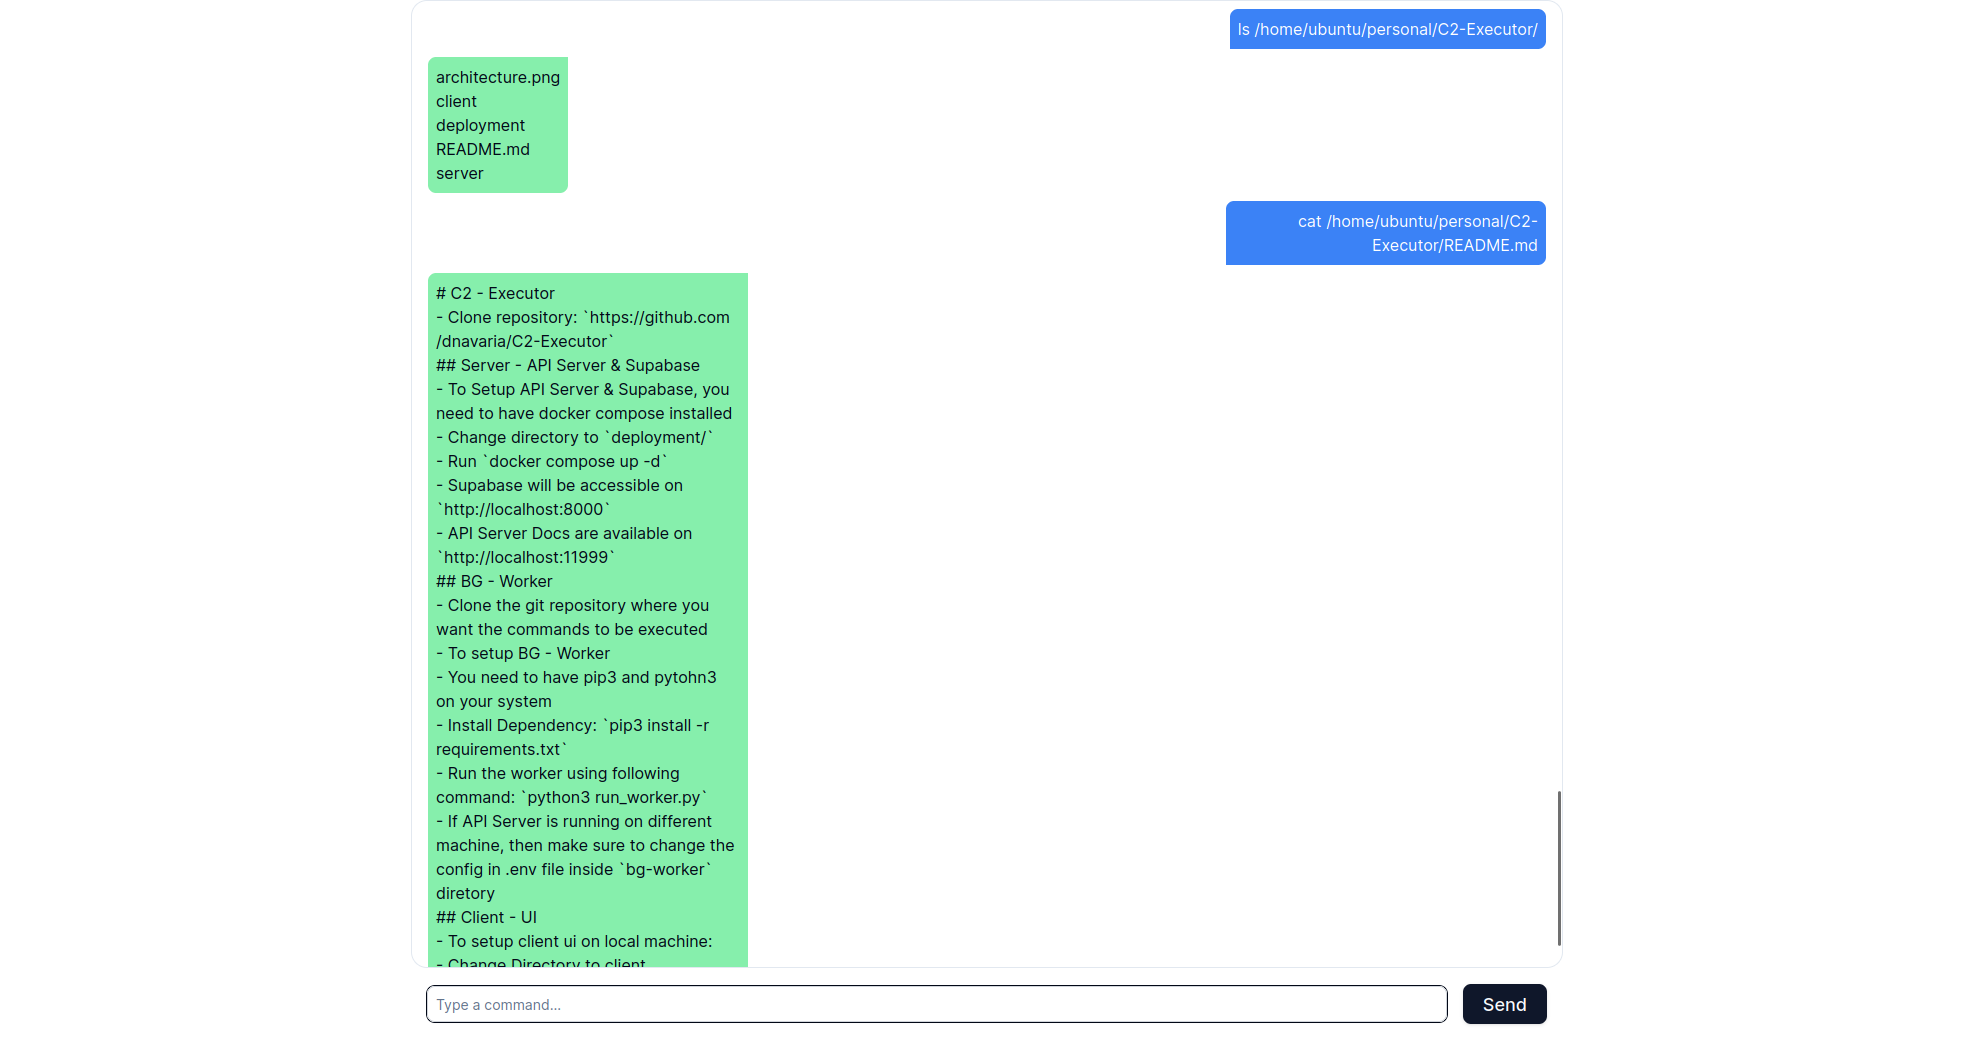 ls /home/ubuntu/personal/C2-Executor/
architecture.png
client
deployment
README.md
server
cat /home/ubuntu/personal/C2-
Executor/README.md
# C2 - Executor
- Clone repository: `https://github.com
/dnavaria/C2-Executor`
## Server - API Server & Supabase
- To Setup API Server & Supabase, you
need to have docker compose installed
- Change directory to `deployment/`
- Run `docker compose up -d`
- Supabase will be accessible on
`http://localhost:8000`
- API Server Docs are available on
`http://localhost:11999`
## BG - Worker
- Clone the git repository where you
want the commands to be executed
- To setup BG - Worker
- You need to have pip3 and pytohn3
on your system
- Install Dependency: `pip3 install -r
requirements.txt`
- Run the worker using following
command: `python3 run_worker.py`
- If API Server is running on different
machine, then make sure to change the
config in .env file inside `bg-worker`
diretory
## Client - UI
- To setup client ui on local machine:
- Change Directory to client
Type a command...
Send